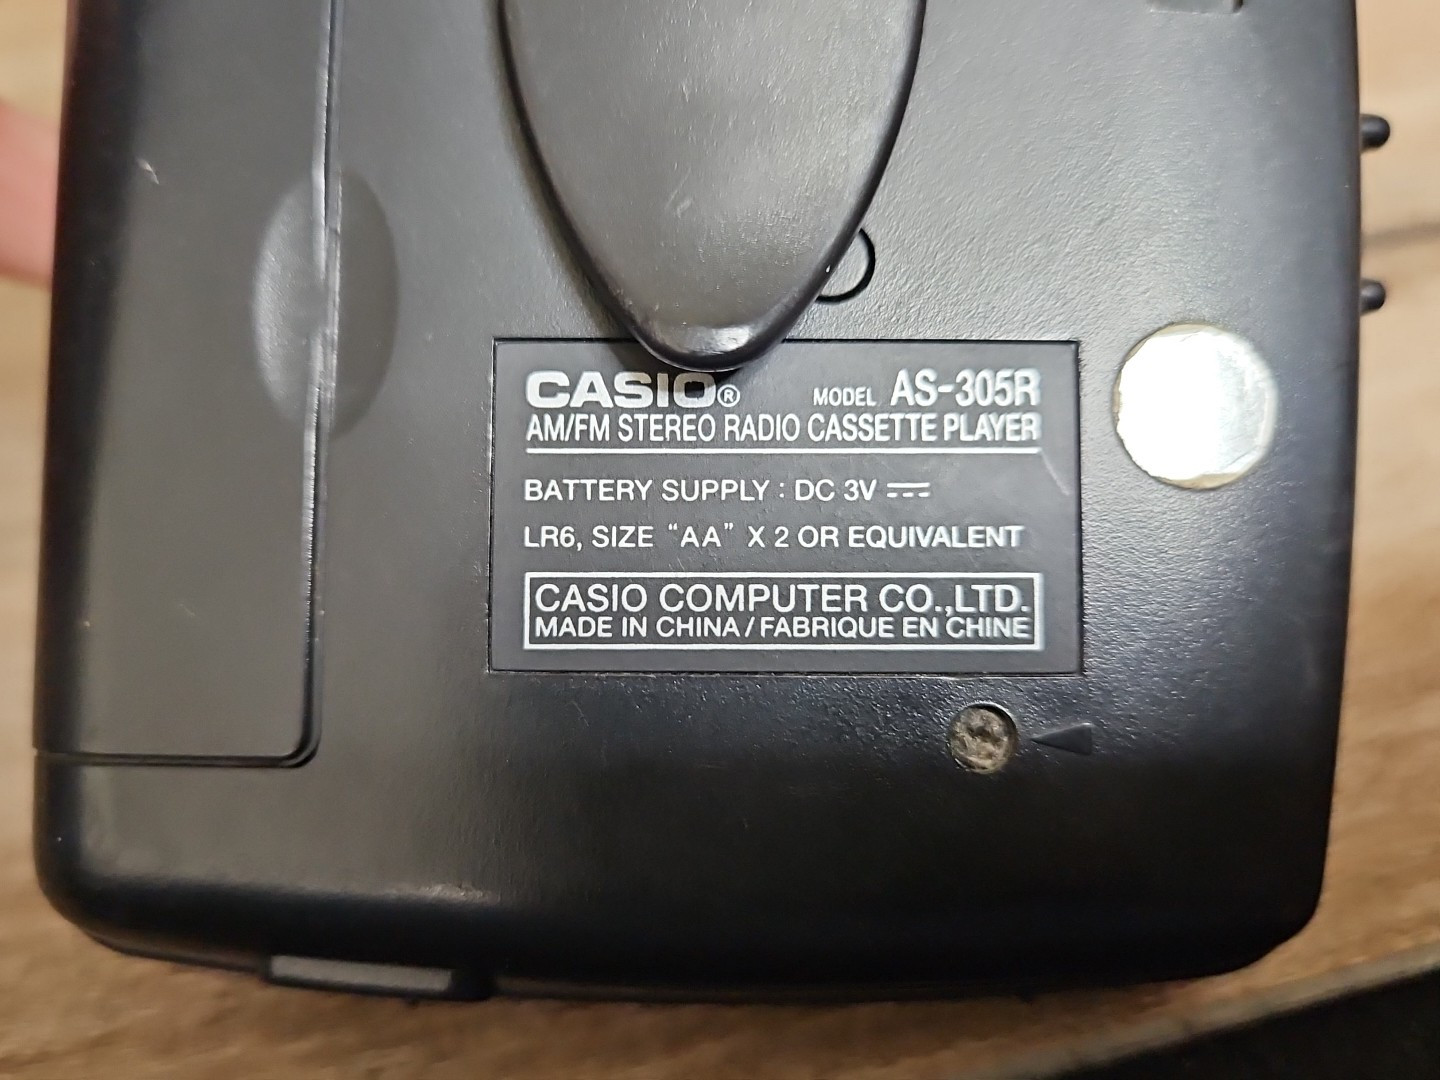 CASIO®
MODEL AS-305R
AM/FM STEREO RADIO CASSETTE PLAYER
BATTERY SUPPLY : DC 3V
LR6, SIZE "AA" X 2 OR EQUIVALENT
CASIO COMPUTER CO.,LTD.
MADE IN CHINA / FABRIQUE EN CHINE